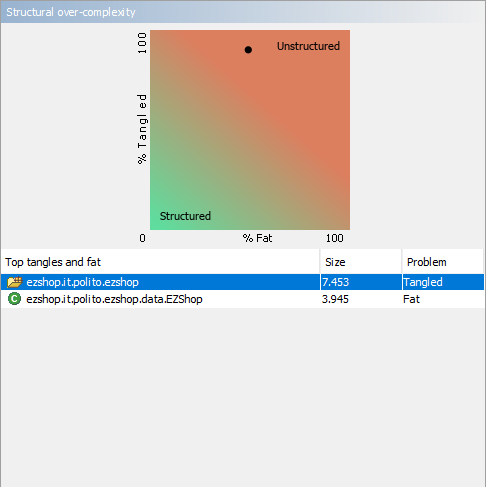 Structural over-complexity
100
Unstructured
% Tangled
Structured
0 % Fat 100
Top tangles and fat Size Problem
ezshop.it.polito.ezshop 7.453 Tangled
C ezshop.it.polito.ezshop.data.EZShop 3.945 Fat